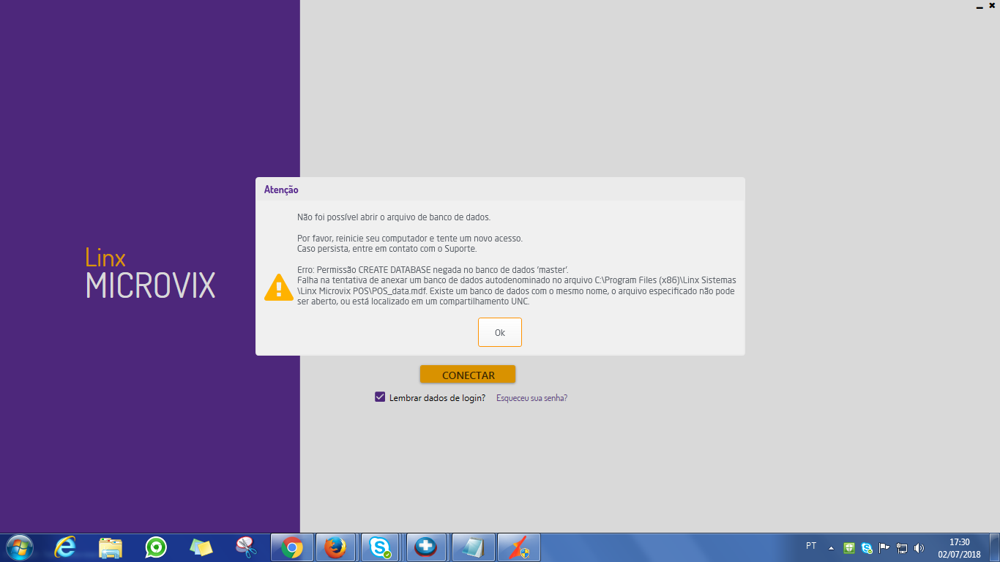 Atenção
Não foi possível abrir o arquivo de banco de dados.
Por favor, reinicie seu computador e tente um novo acesso.
Caso persista, entre em contato com o Suporte.
Erro: Permissão CREATE DATABASE negada no banco de dados 'master'.
Falha na tentativa de anexar um banco de dados autodenominado no arquivo C:\Program Files (x86)\Linx Sistemas
\Linx Microvix POS\POS_data.mdf. Existe um banco de dados com o mesmo nome, o arquivo especificado não pode
ser aberto, ou está localizado em um compartilhamento UNC.
Ok
Linx
MICROVIX
CONECTAR
Lembrar dados de login? Esqueceu sua senha?
PT
17:30
02/07/2018